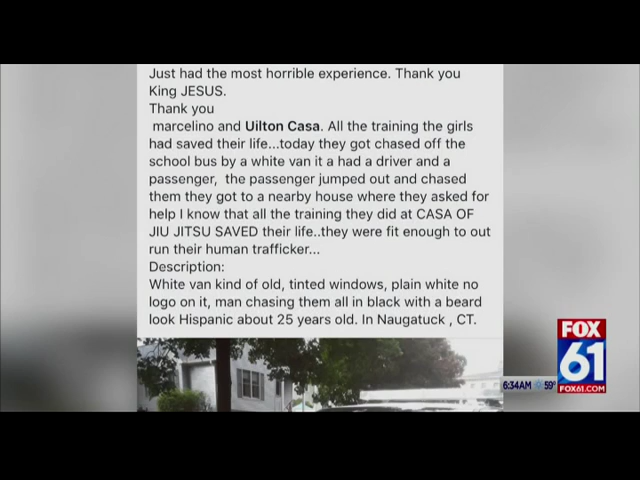 Just had the most horrible experience. Thank you
King JESUS.
Thank you
marcelino and Uilton Casa. All the training the girls
had saved their life...today they got chased off the
school bus by a white van it a had a driver and a
passenger, the passenger jumped out and chased
them they got to a nearby house where they asked for
help I know that all the training they did at CASA OF
JIU JITSU SAVED their life..they were fit enough to out
run their human trafficker...
Description:
White van kind of old, tinted windows, plain white no
logo on it, man chasing them all in black with a beard
look Hispanic about 25 years old. In Naugatuck , CT.
FOX
61
6:34AM 59°
FOX61.COM